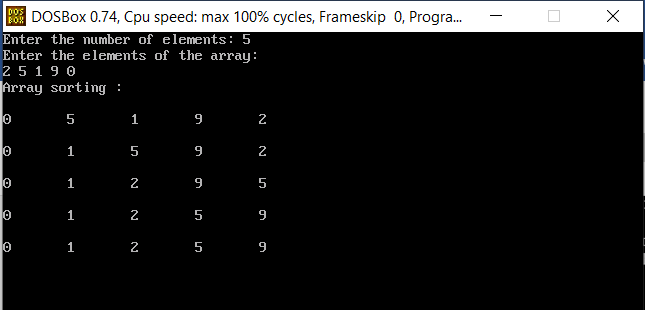 DOS BOX DOSBox 0.74, Cpu speed: max 100% cycles, Frameskip 0, Progra...
Enter the number of elements: 5
Enter the elements of the array:
2 5 1 9 0
Array sorting :
0 5 1 9 2
0 1 5 9 2
0 1 2 9 5
0 1 2 5 9
0 1 2 5 9